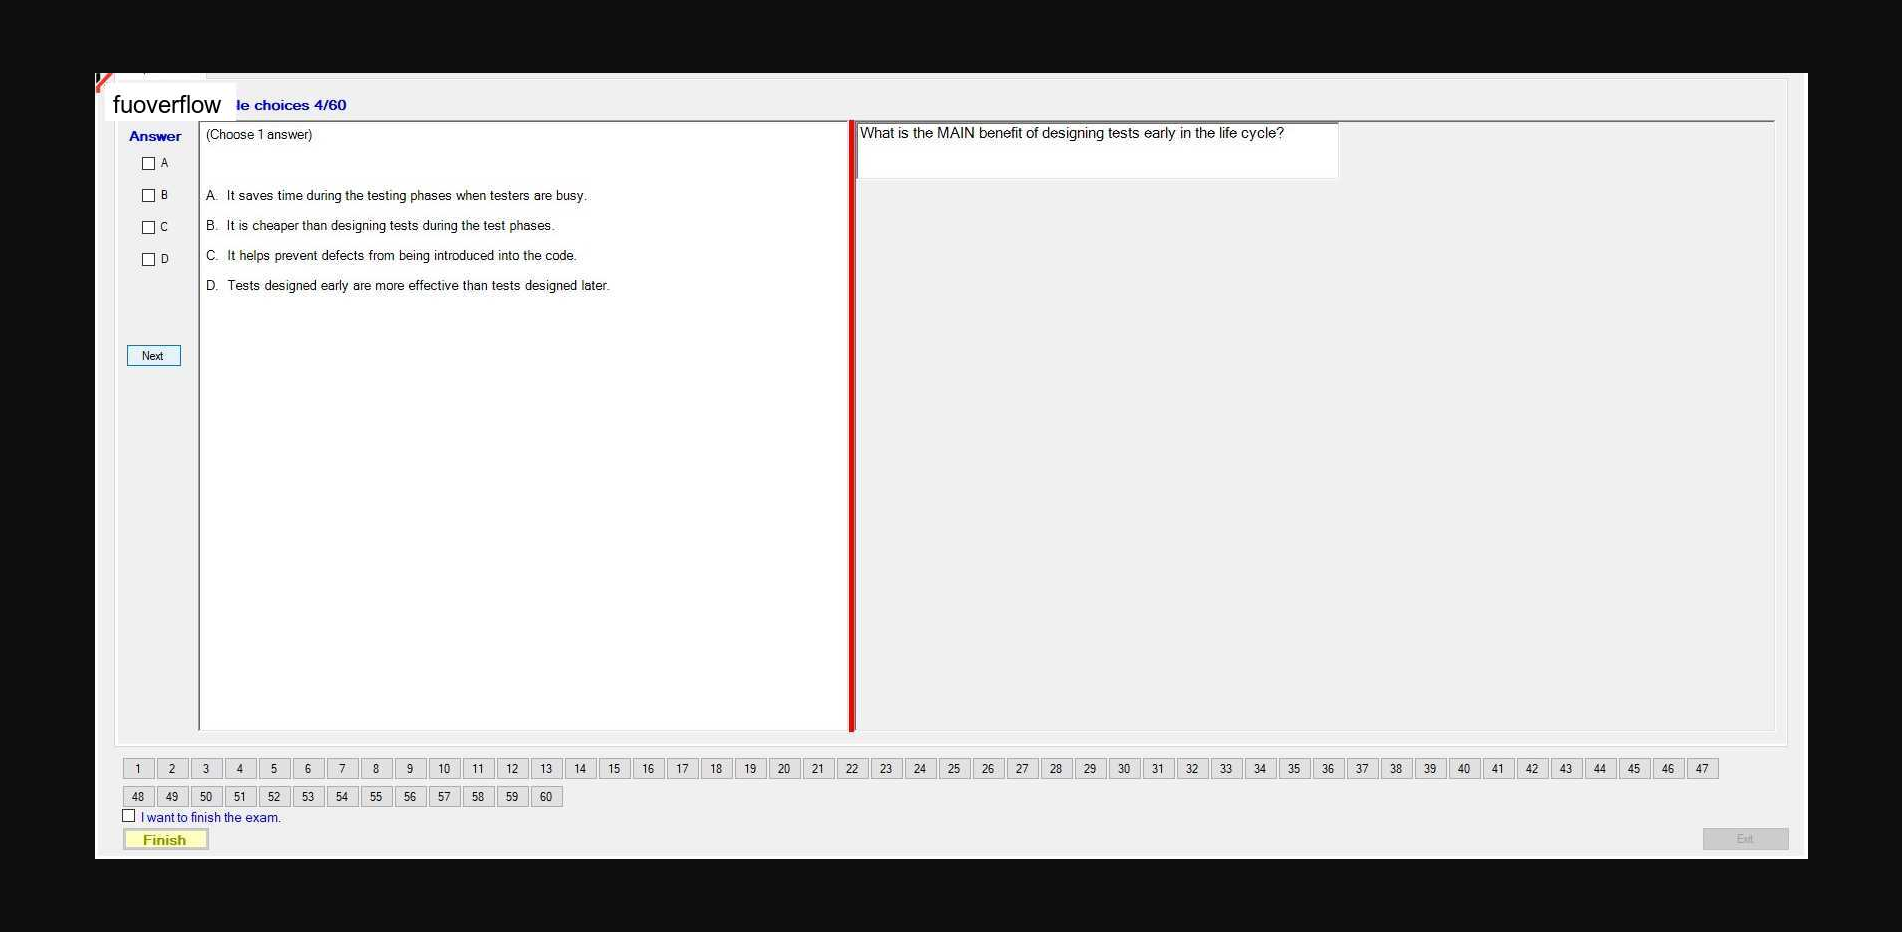 fuoverflow
le choices 4/60
Answer
A
B
C
D
Next
(Choose 1 answer)
A. It saves time during the testing phases when testers are busy.
B. It is cheaper than designing tests during the test phases.
C. It helps prevent defects from being introduced into the code.
D. Tests designed early are more effective than tests designed later.
What is the MAIN benefit of designing tests early in the life cycle?
1 2 3 4 5 6 7 8 9 10 11 12 13 14 15 16 17 18 19 20 21 22 23 24 25 26 27 28 29 30 31 32 33 34 35 36 37 38 39 40 41 42 43 44 45 46 47
48 49 50 51 52 53 54 55 56 57 58 59 60
I want to finish the exam.
Finish
Exit